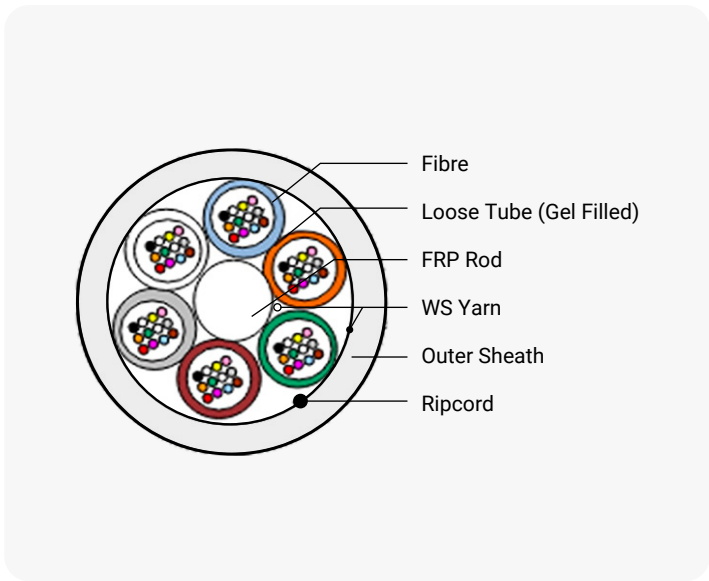 Fibre
Loose Tube (Gel Filled)
FRP Rod
WS Yarn
Outer Sheath
Ripcord